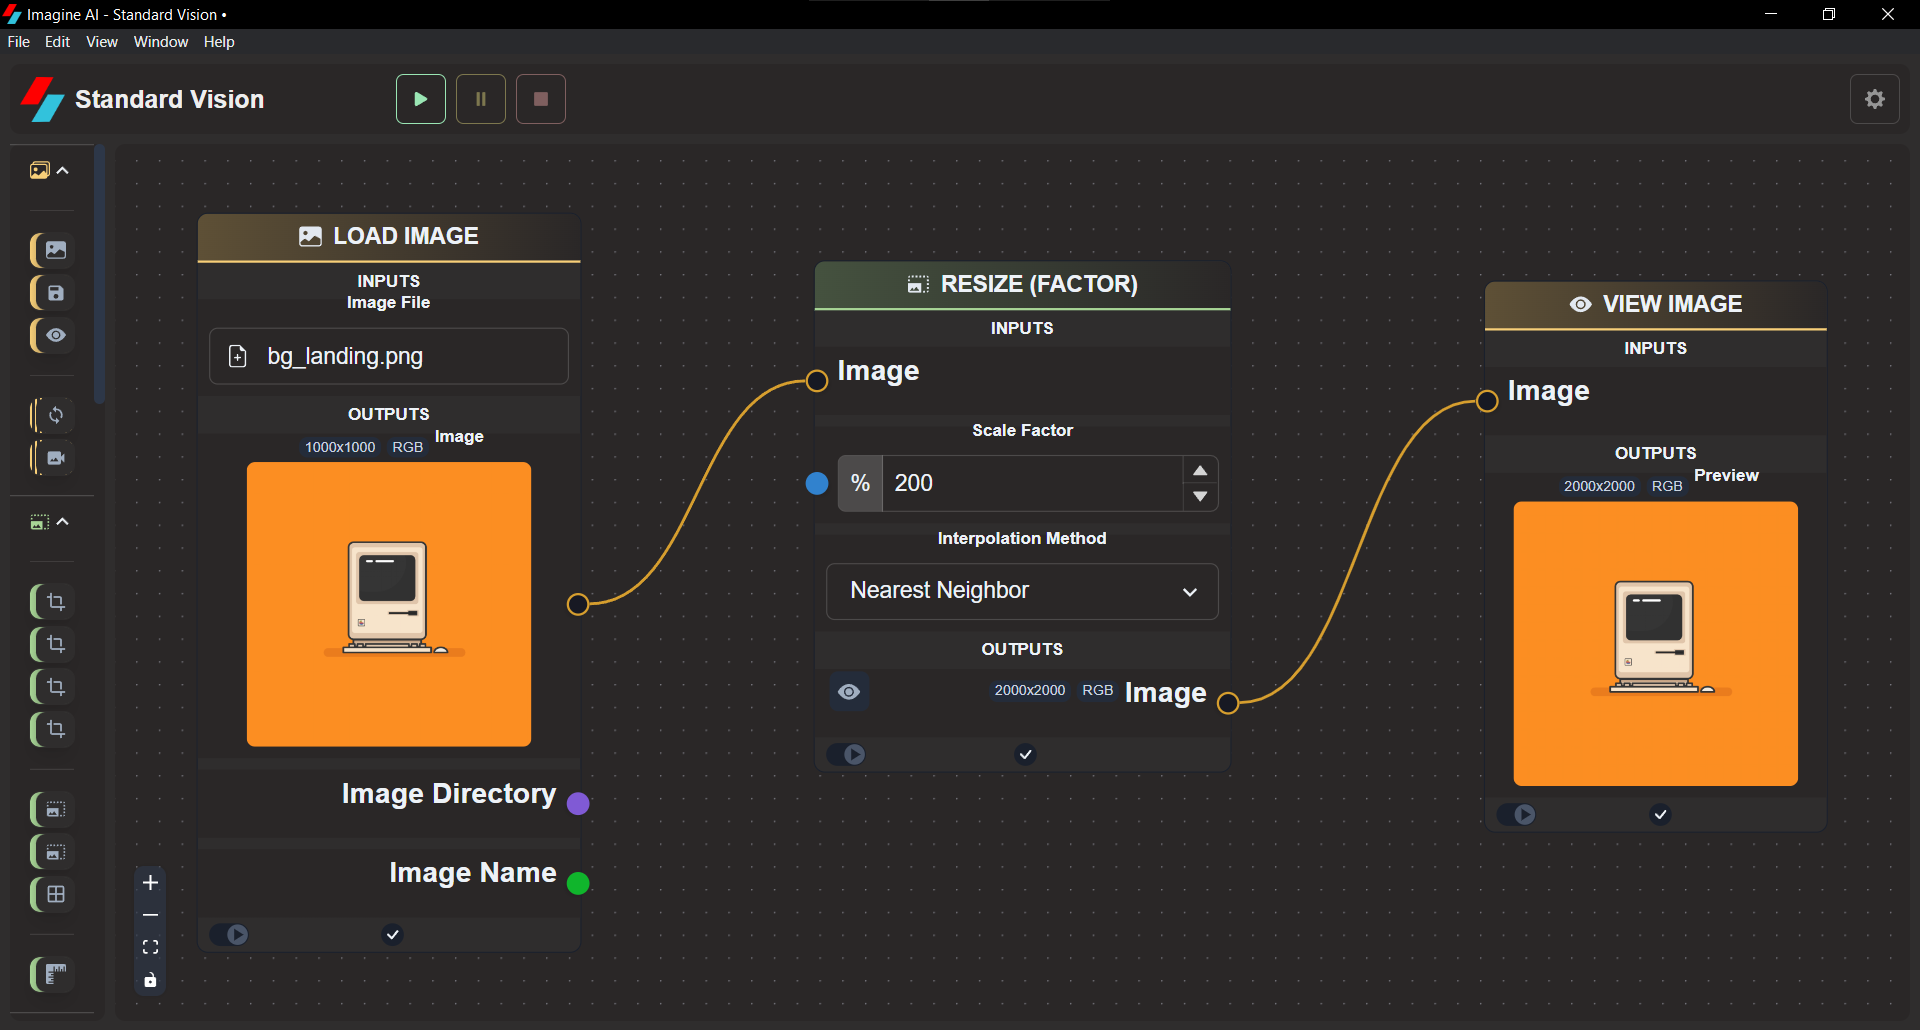 Imagine AI - Standard Vision •
File Edit View Window Help
Standard Vision
LOAD IMAGE
INPUTS
Image File
bg_landing.png
OUTPUTS
1000x1000 RGB Image
Image Directory
Image Name
RESIZE (FACTOR)
INPUTS
Image
Scale Factor
% 200
Interpolation Method
Nearest Neighbor
OUTPUTS
2000x2000 RGB Image
VIEW IMAGE
INPUTS
Image
OUTPUTS
2000x2000 RGB Preview